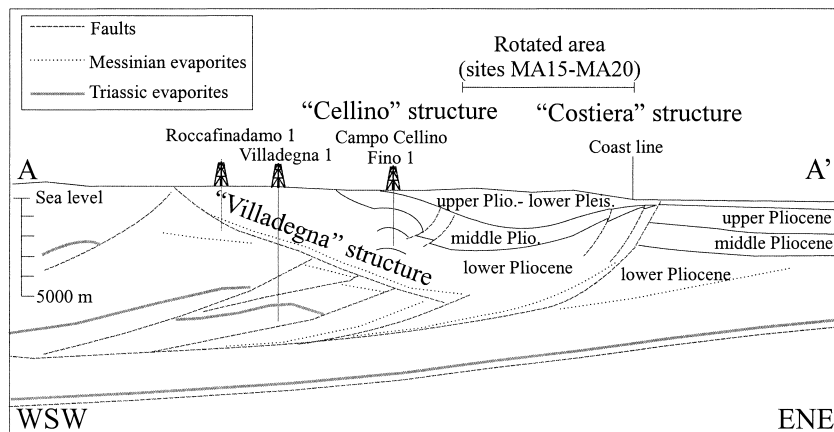 Faults
Messinian evaporites
Triassic evaporites
Rotated area
(sites MA15-MA20)
“Cellino” structure
“Costiera” structure
Roccafinadamo 1
Villadegna 1
Campo Cellino
Fino 1
Coast line
A
A’
Sea level
“Villadegna” structure
upper Plio.- lower Pleis.
upper Pliocene
middle Plio.
middle Pliocene
lower Pliocene
lower Pliocene
5000 m
WSW
ENE